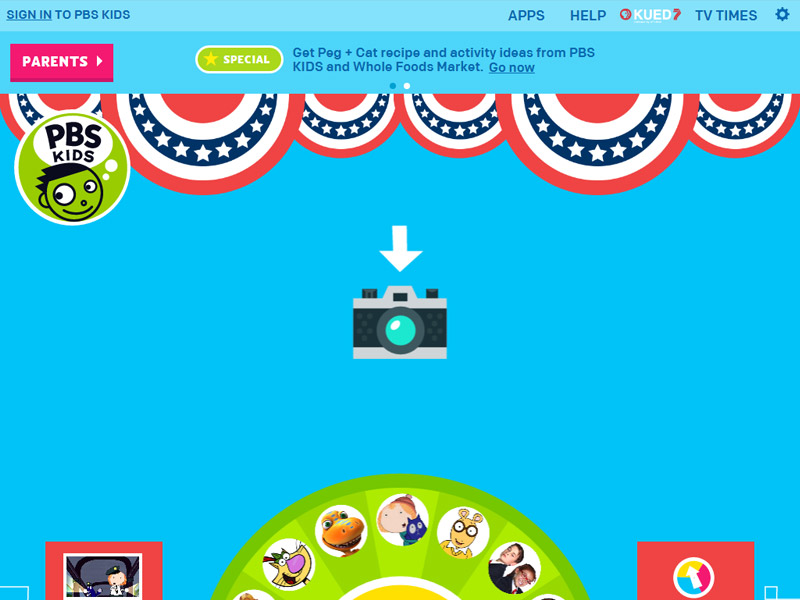 SIGN IN TO PBS KIDS
APPS
HELP
KUED 7
TV TIMES
PARENTS
SPECIAL
Get Peg + Cat recipe and activity ideas from PBS
KIDS and Whole Foods Market. Go now
PBS
KIDS